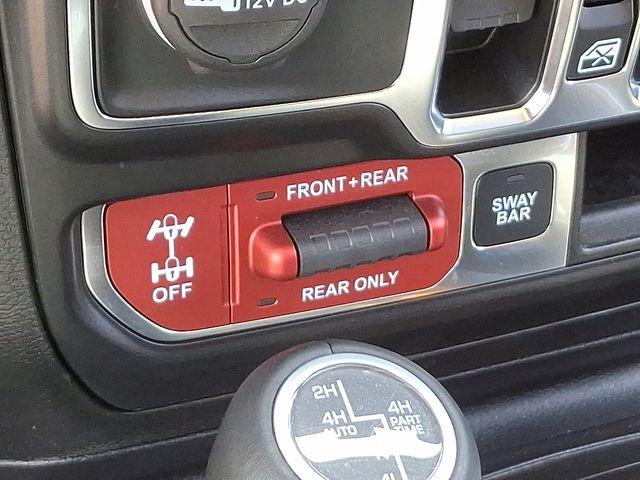 12V DC
FRONT+REAR
SWAY
BAR
OFF
REAR ONLY
2H
4H
AUTO
4H
PART
TIME